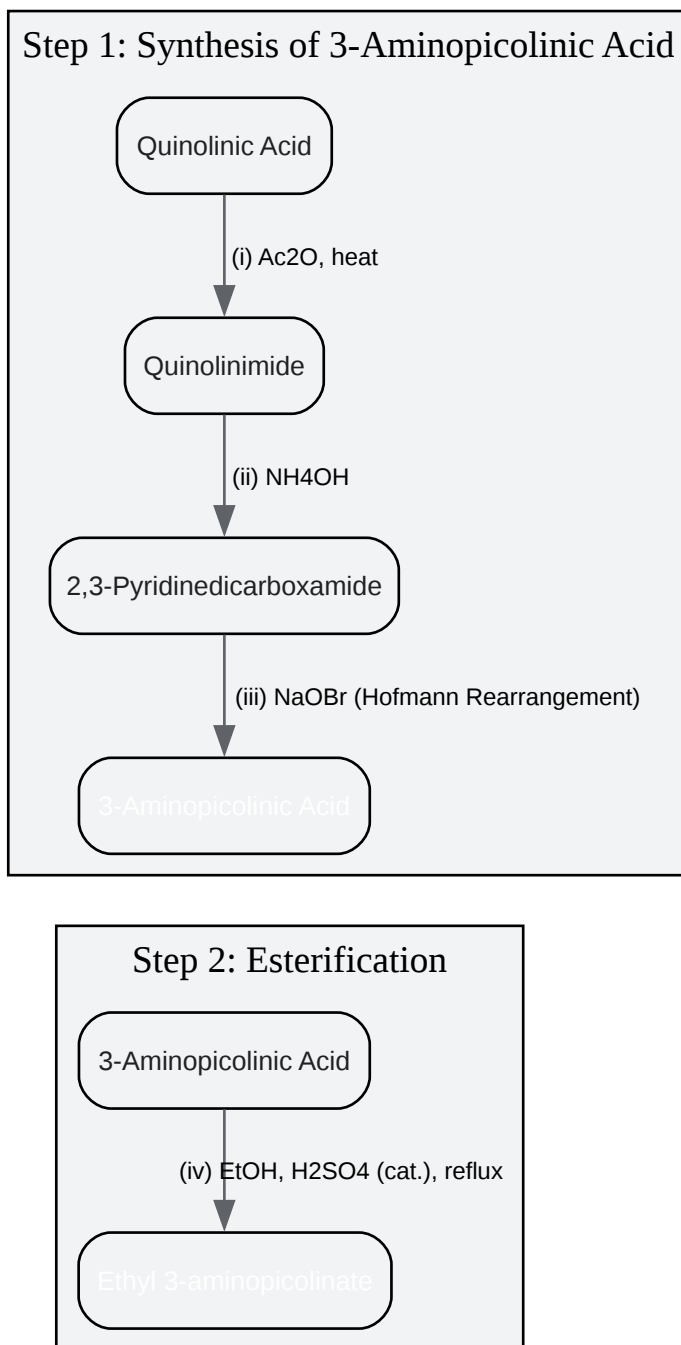 Step 1: Synthesis of 3-Aminopicolinic Acid
Quinolinic Acid
(i) Ac2O, heat
Quinolinimide
(ii) NH4OH
2,3-Pyridinedicarboxamide
(iii) NaOBr (Hofmann Rearrangement)
3-Aminopicolinic Acid
Step 2: Esterification
3-Aminopicolinic Acid
(iv) EtOH, H2SO4 (cat.), reflux
Ethyl 3-aminopicolinate